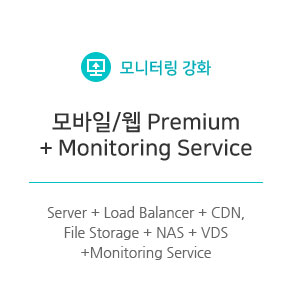 모니터링 강화
모바일/웹 Premium
+ Monitoring Service
Server + Load Balancer + CDN,
File Storage + NAS + VDS
+Monitoring Service